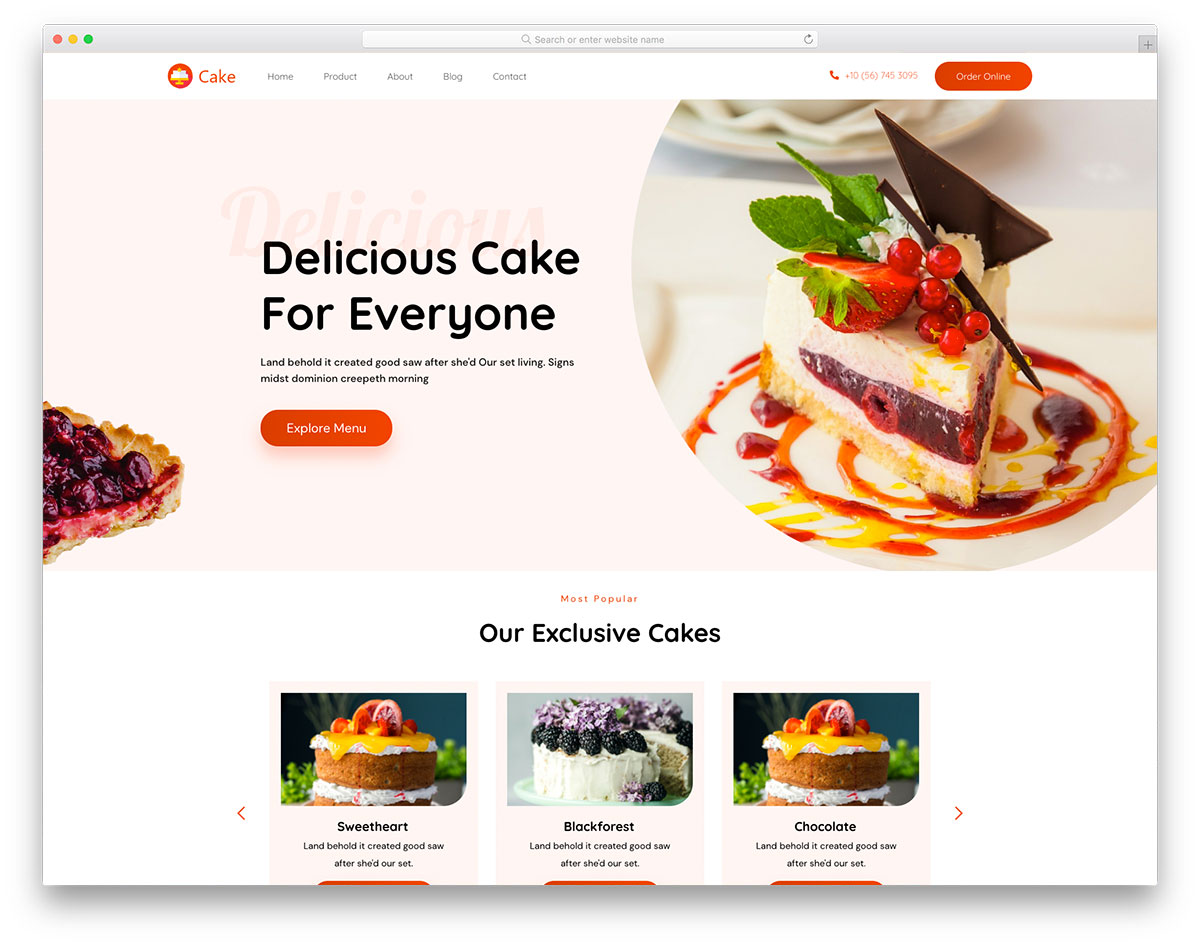 Search or enter website name
Cake
Home
Product
About
Blog
Contact
+10 (56) 745 3095
Order Online
Delicious
Delicious Cake
For Everyone
Land behold it created good saw after she'd Our set living. Signs
midst dominion creepeth morning
Explore Menu
Most Popular
Our Exclusive Cakes
Sweetheart
Land behold it created good saw
after she'd our set.
Blackforest
Land behold it created good saw
after she'd our set.
Chocolate
Land behold it created good saw
after she'd our set.